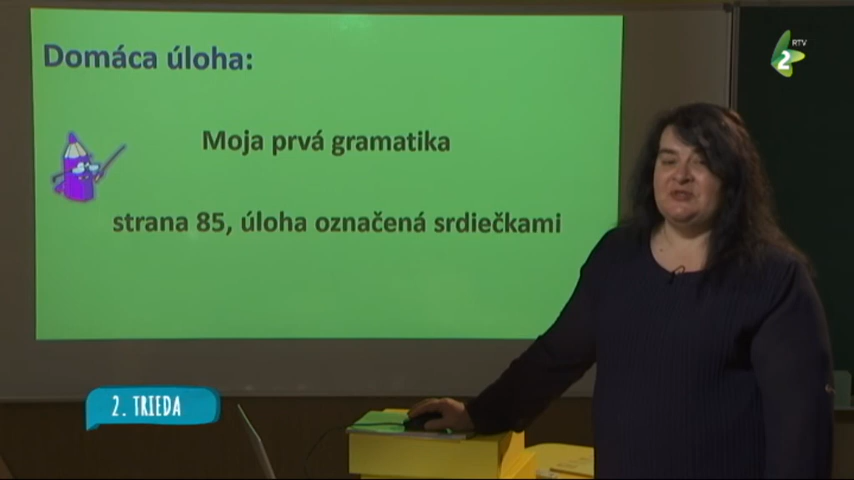 Domáca úloha:
Moja prvá gramatika
strana 85, úloha označená srdiečkami
RTV
2
2. TRIEDA